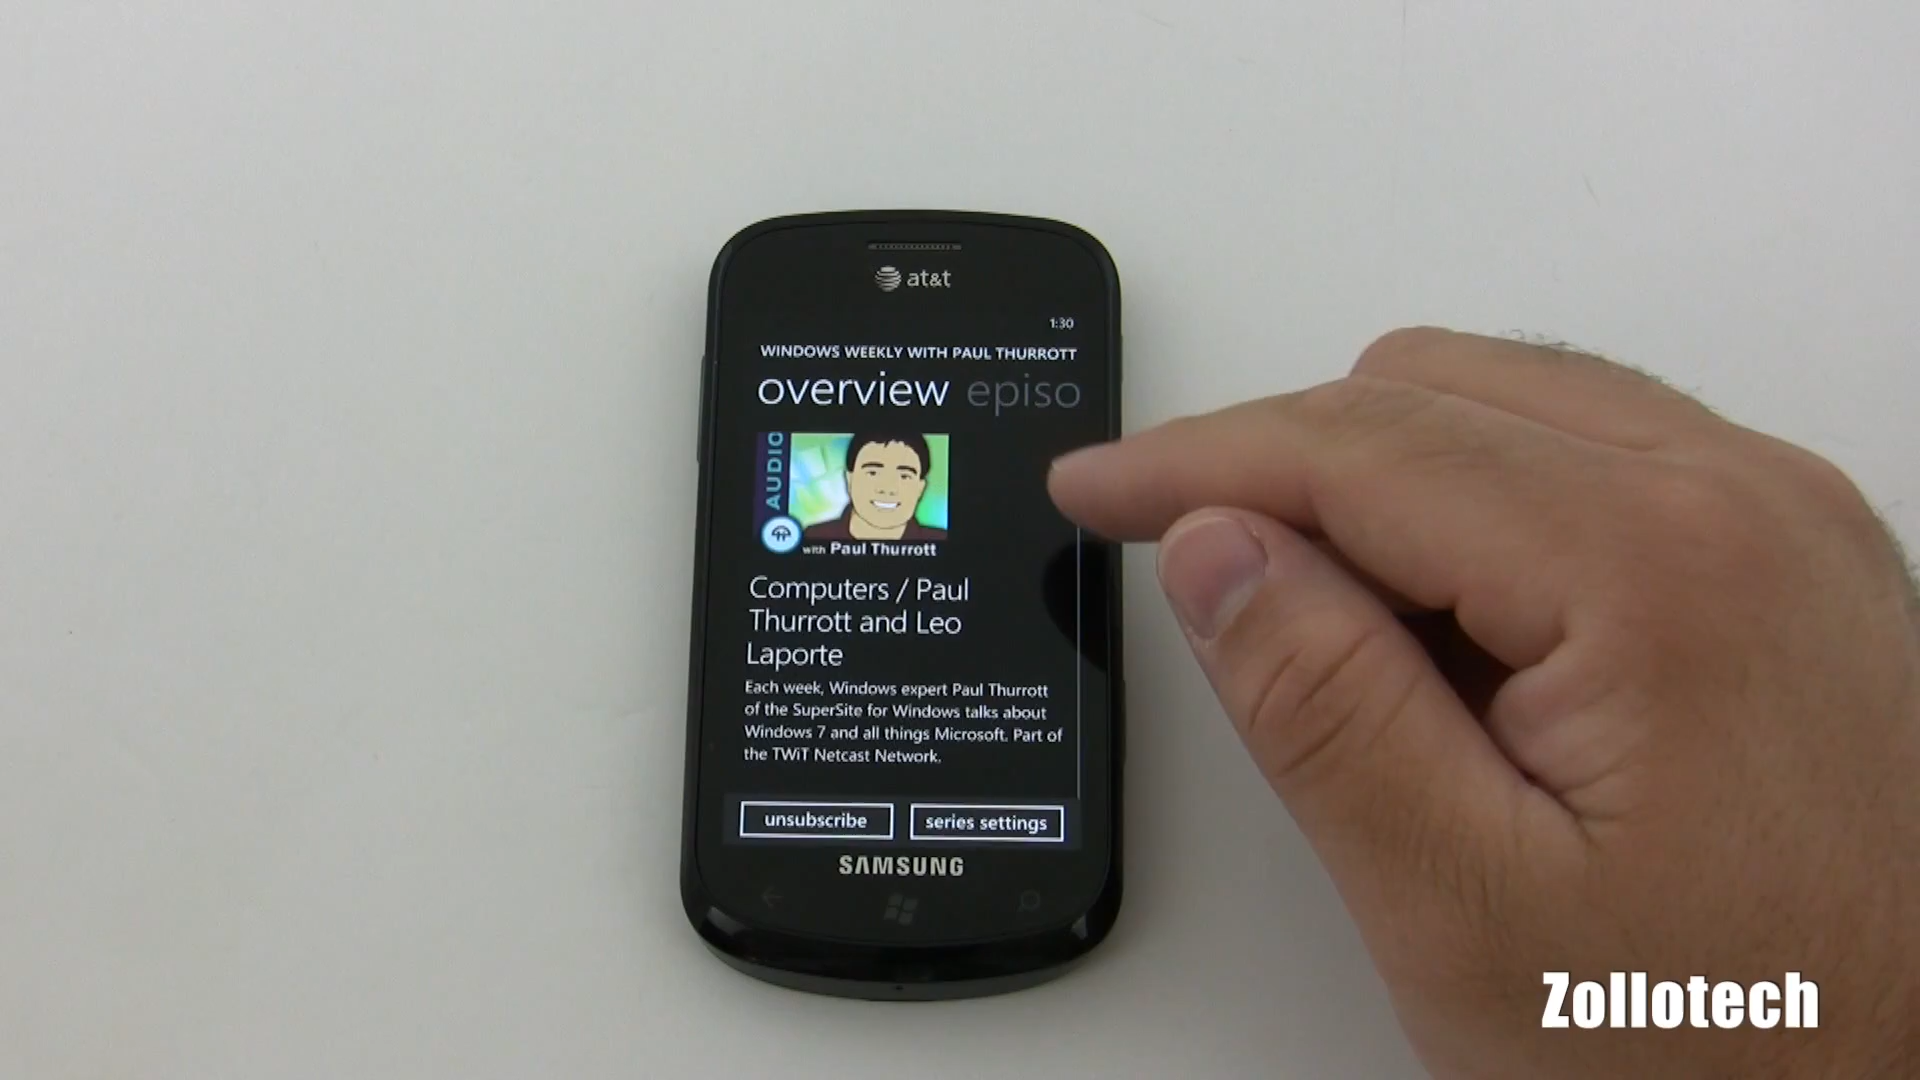 at&t
1:30
WINDOWS WEEKLY WITH PAUL THURROTT
overview episo
AUDIO
with Paul Thurrott
Computers / Paul
Thurrott and Leo
Laporte
Each week, Windows expert Paul Thurrott
of the SuperSite for Windows talks about
Windows 7 and all things Microsoft. Part of
the TWiT Netcast Network.
unsubscribe series settings
SAMSUNG
Zollotech